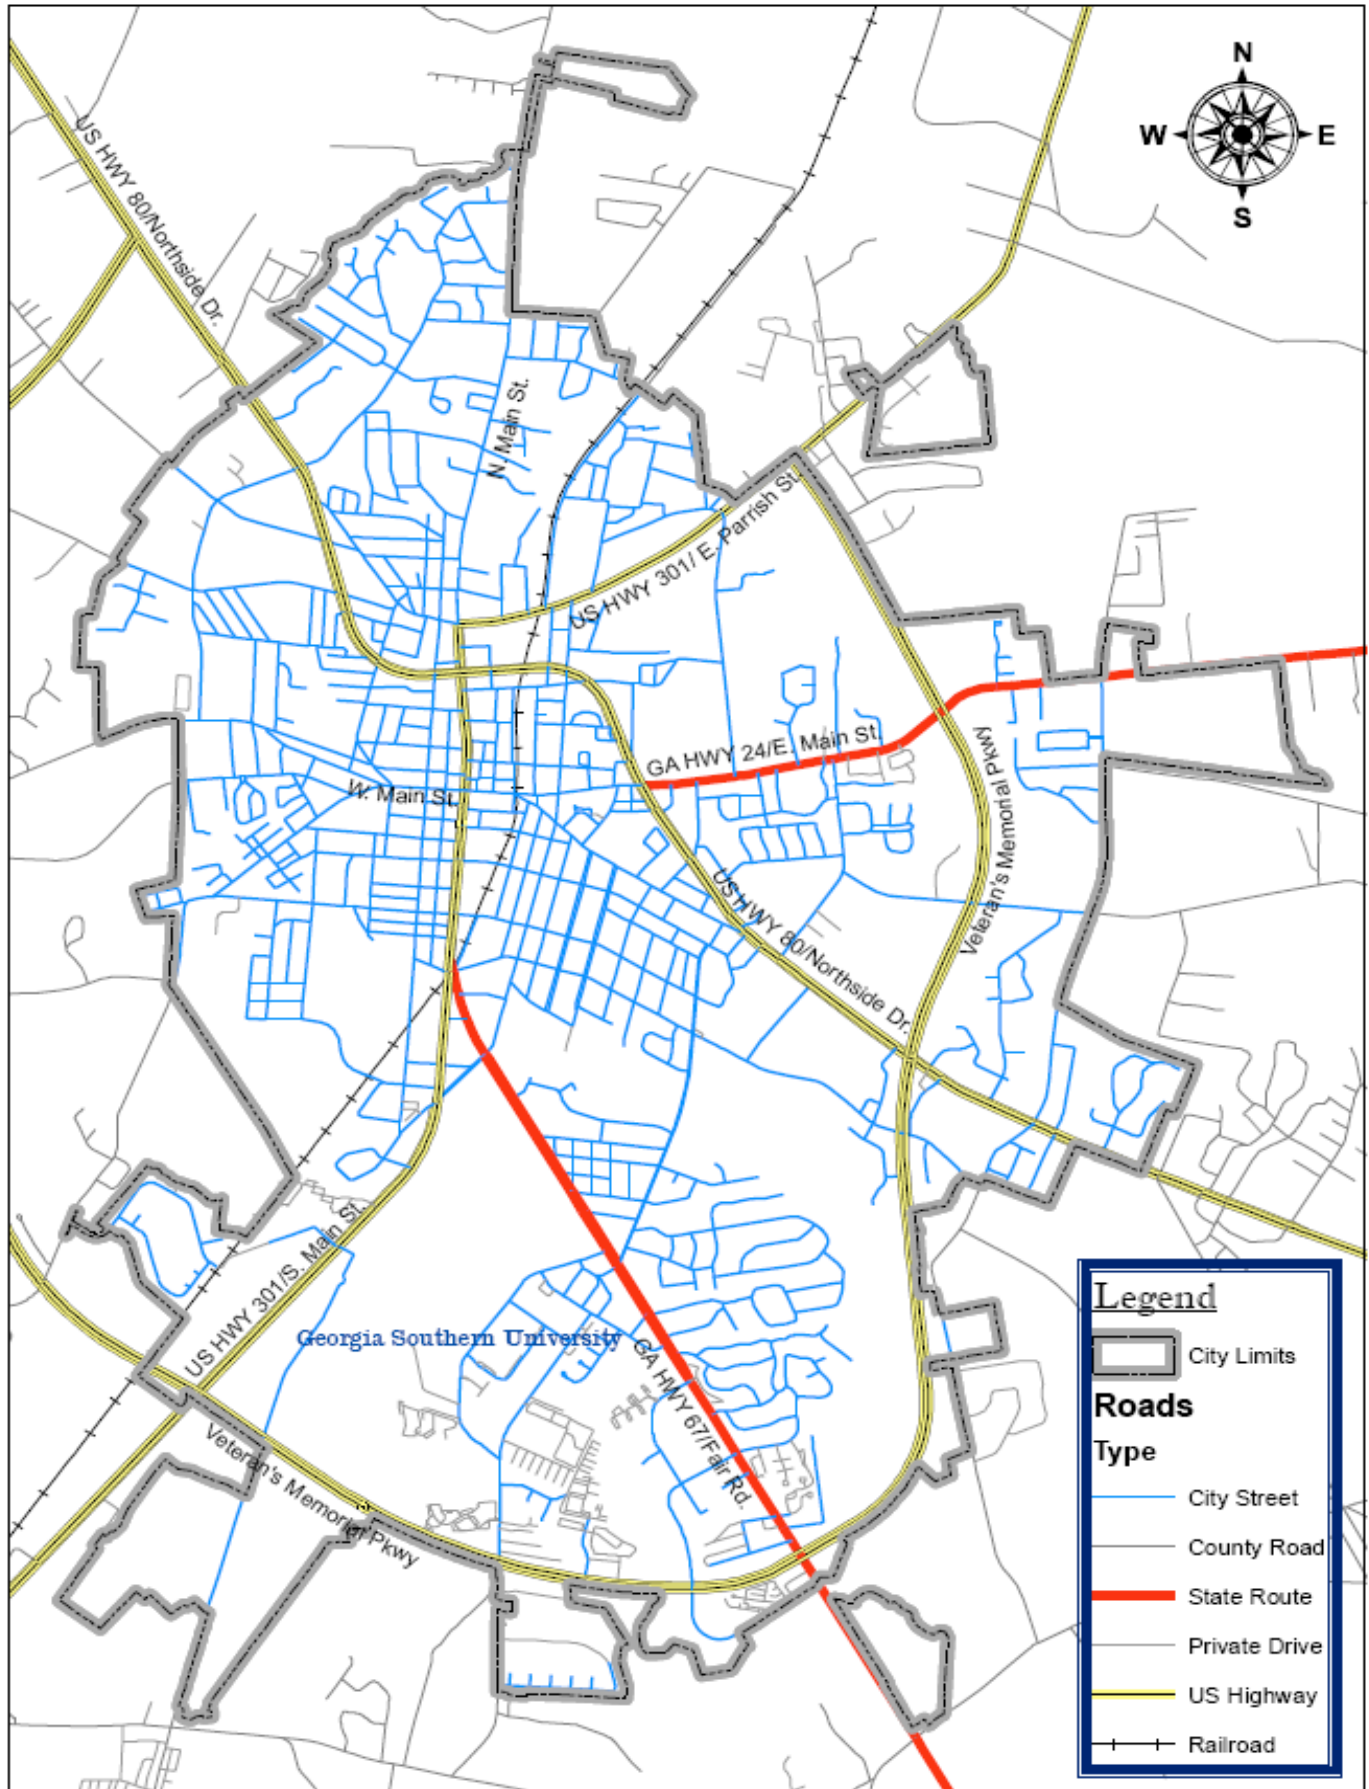 N
W
E
S
US HWY 80/Northside Dr.
N. Main St.
US HWY 301/ E. Parrish St.
GA HWY 24/E. Main St.
W. Main St.
Veteran's Memorial Pkwy
US HWY 80/Northside Dr.
US HWY 301/S. Main St.
Georgia Southern University
GA HWY 67/Fair Rd.
Veteran's Memorial Pkwy
Legend
City Limits
Roads
Type
City Street
County Road
State Route
Private Drive
US Highway
Railroad